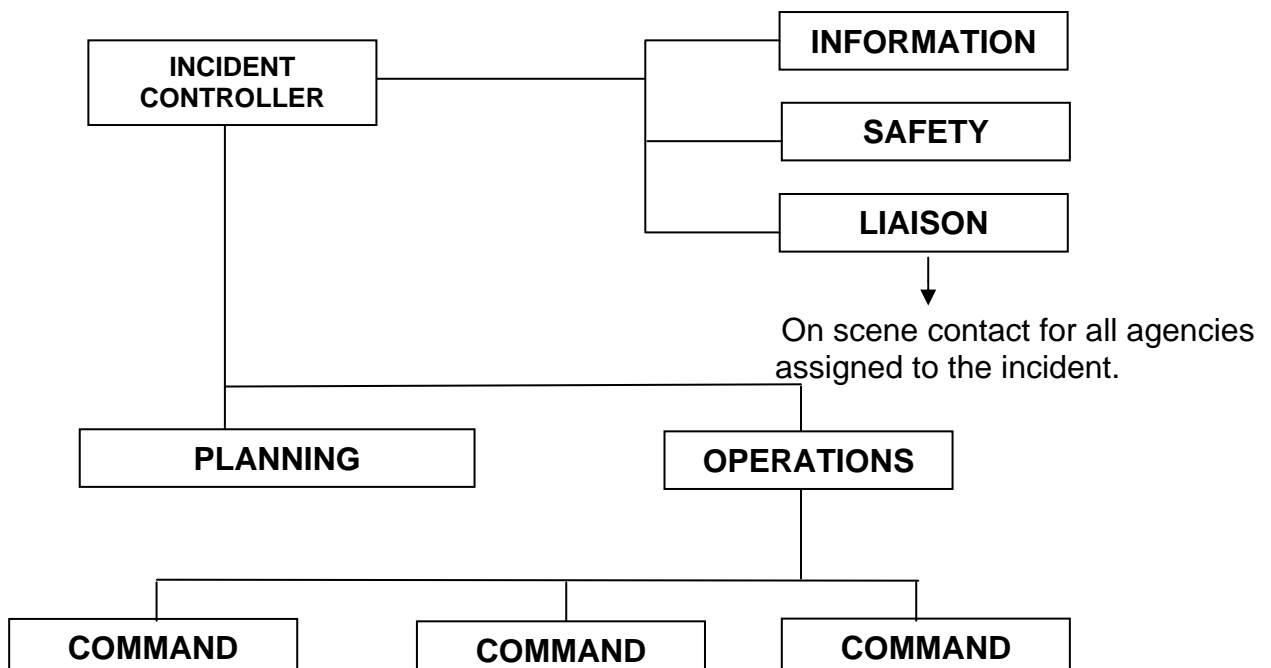 INFORMATION
INCIDENT
CONTROLLER
SAFETY
LIAISON
On scene contact for all agencies
assigned to the incident.
PLANNING
OPERATIONS
COMMAND
COMMAND
COMMAND